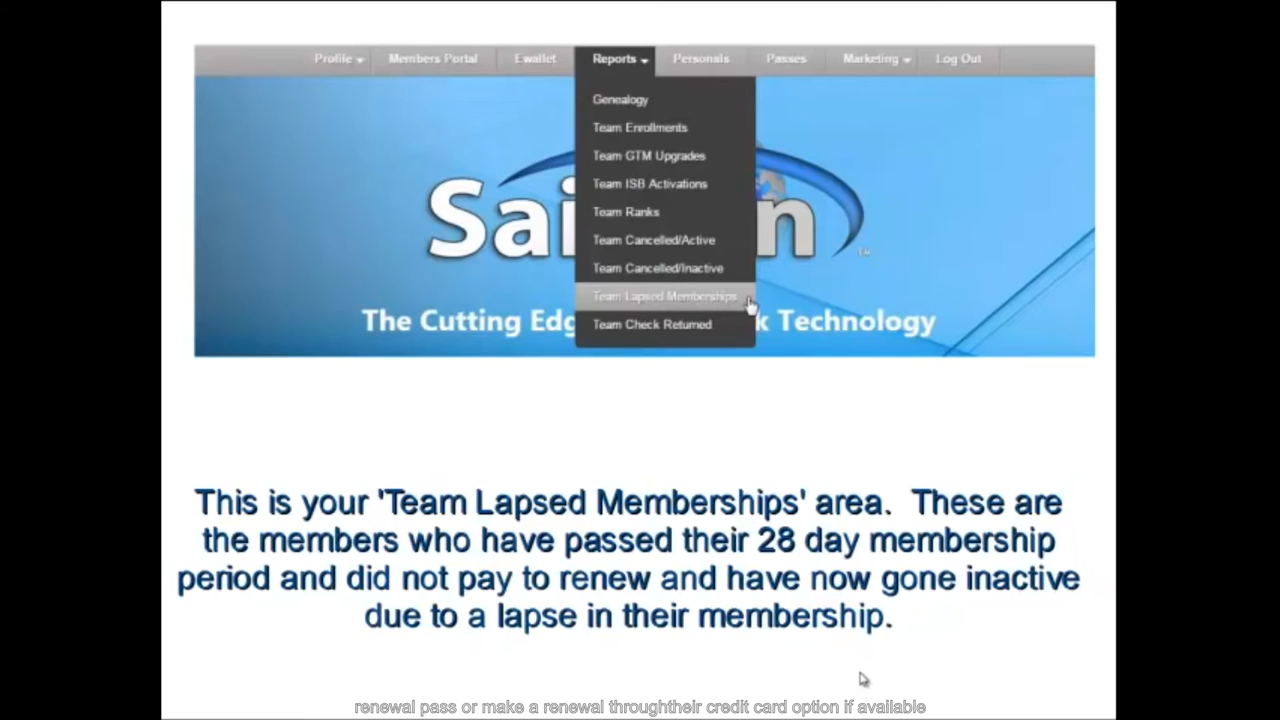 Profile Members Portal Ewallet Reports Personals Passes Marketing Log Out
Genealogy
Team Enrollments
Team GTM Upgrades
Team ISB Activations
Team Ranks
Team Cancelled/Active
Team Cancelled/Inactive
Team Lapsed Memberships
Team Check Returned
The Cutting Technology
This is your 'Team Lapsed Memberships' area. These are
the members who have passed their 28 day membership
period and did not pay to renew and have now gone inactive
due to a lapse in their membership.
renewal pass or make a renewal throughtheir credit card option if available